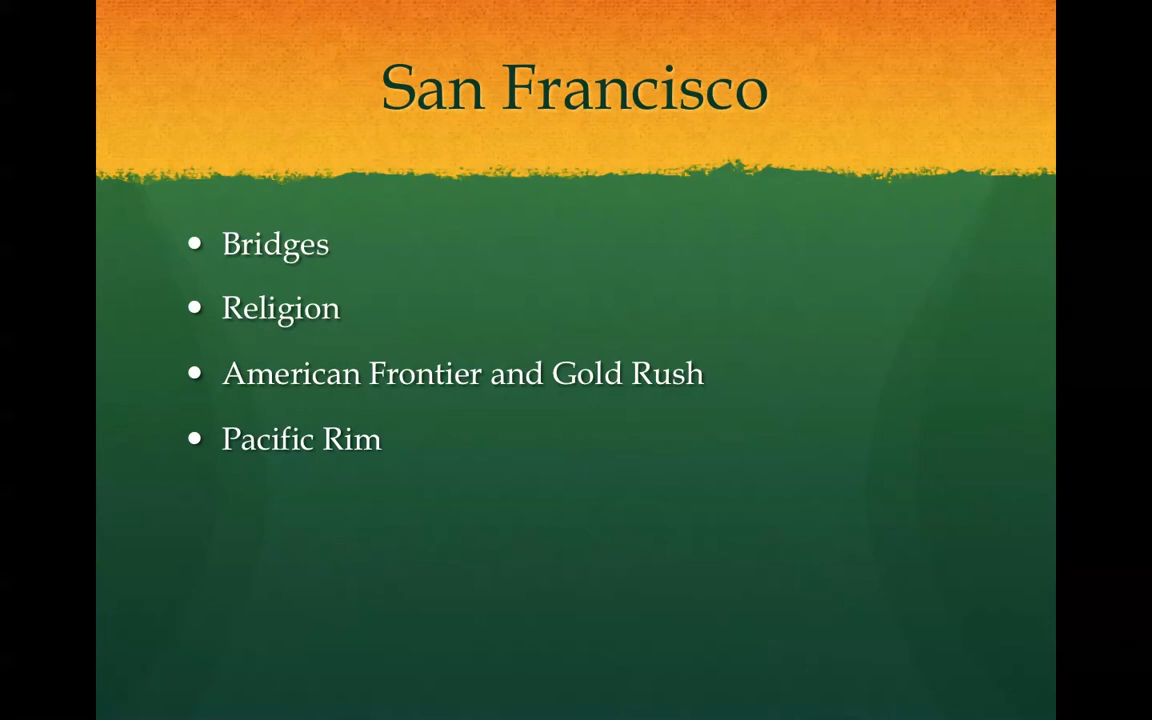 San Francisco
• Bridges
• Religion
• American Frontier and Gold Rush
• Pacific Rim